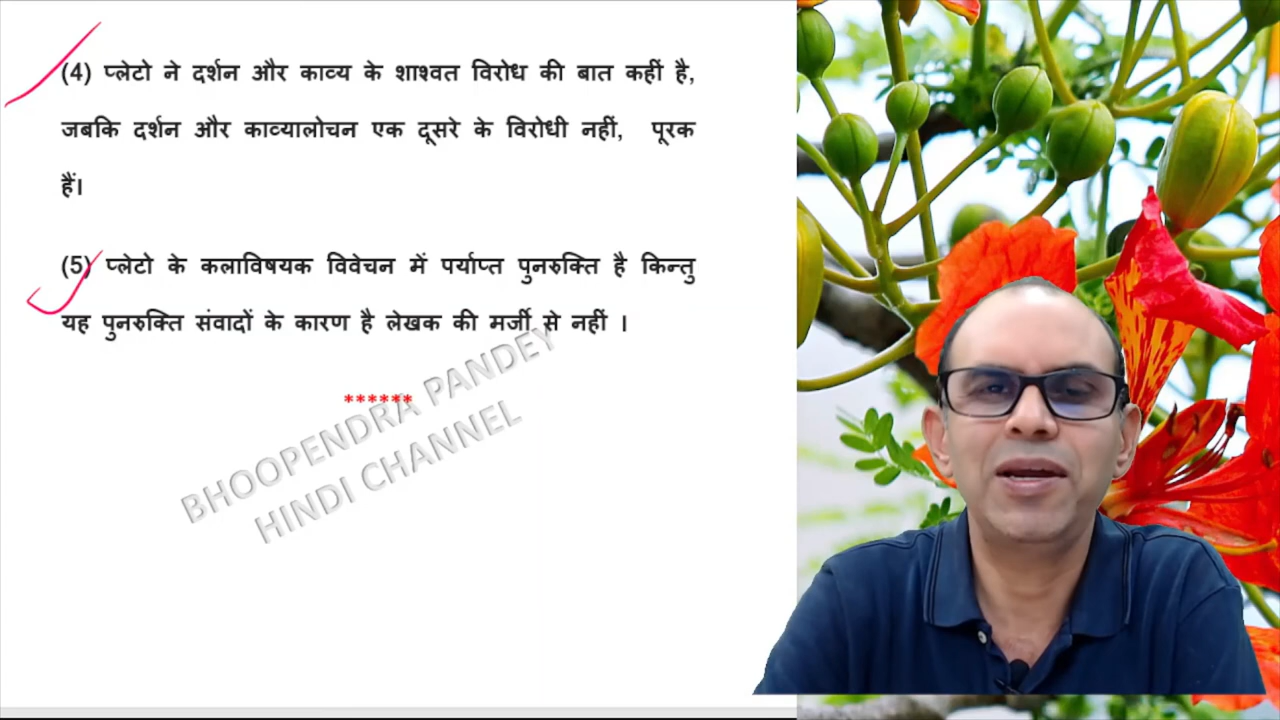 (4) प्लेटो ने दर्शन और काव्य के शाश्वत विरोध की बात कहीं है,
जबकि दर्शन और काव्यालोचन एक दूसरे के विरोधी नहीं, पूरक
हैं।
(5) प्लेटो के कलाविषयक विवेचन में पर्याप्त पुनरुक्ति है किन्तु
यह पुनरुक्ति संवादों के कारण है लेखक की मर्जी से नहीं ।
******
BHOOPENDRA PANDEY
HINDI CHANNEL